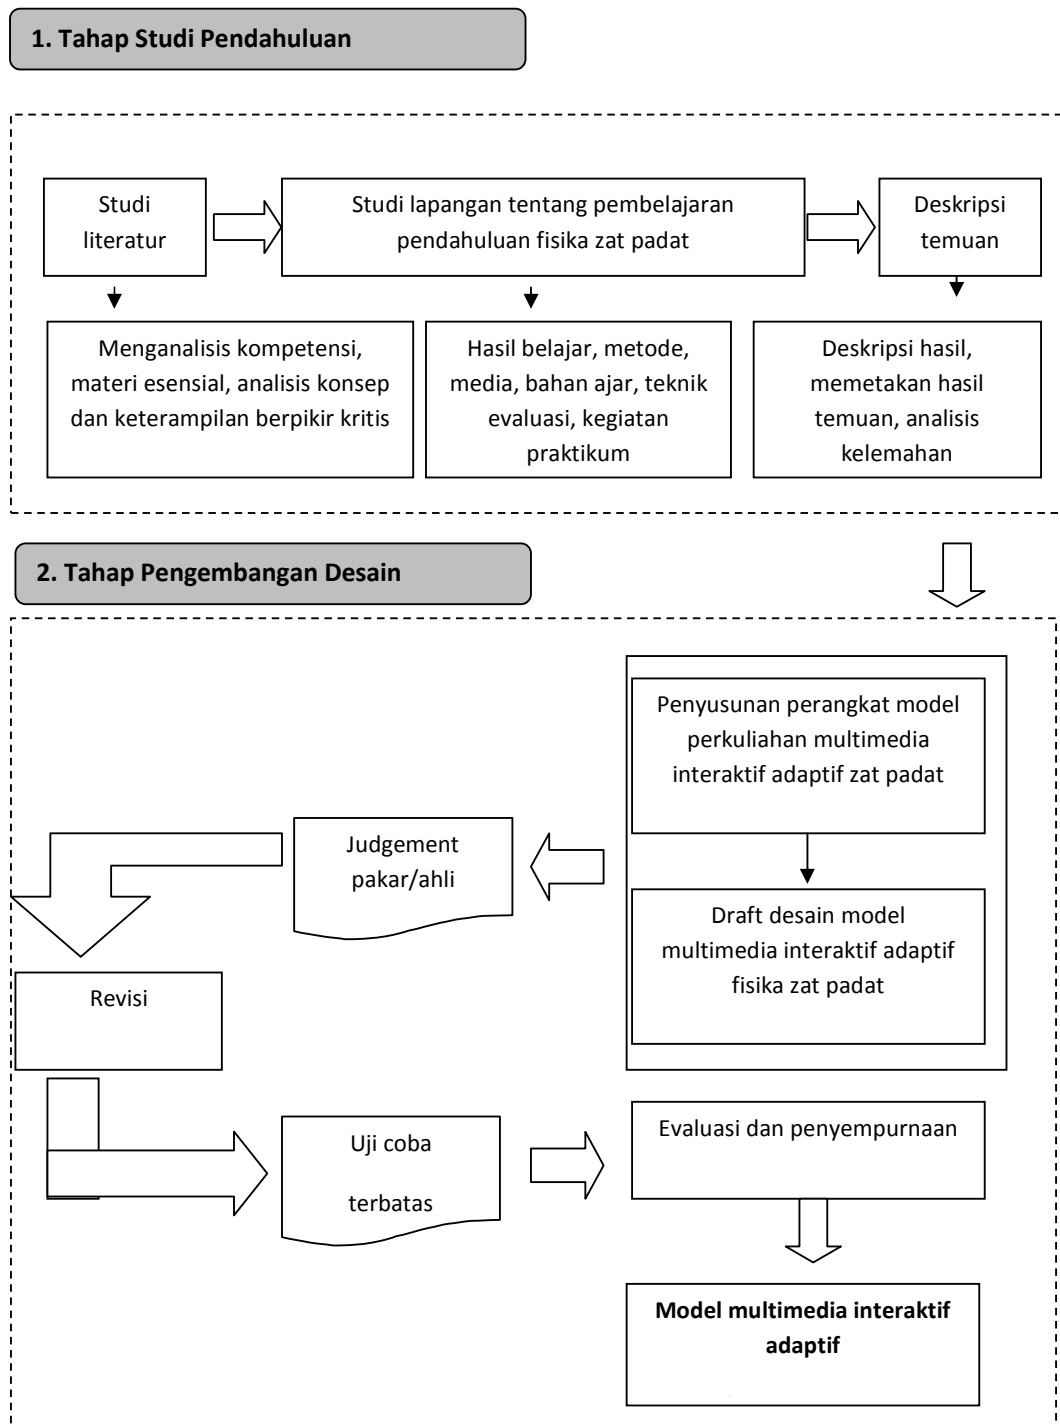 1. Tahap Studi Pendahuluan
Studi
literatur
Studi lapangan tentang pembelajaran
pendahuluan fisika zat padat
Deskripsi
temuan
Menganalisis kompetensi,
materi esensial, analisis konsep
dan keterampilan berpikir kritis
Hasil belajar, metode,
media, bahan ajar, teknik
evaluasi, kegiatan
praktikum
Deskripsi hasil,
memetakan hasil
temuan, analisis
kelemahan
2. Tahap Pengembangan Desain
Penyusunan perangkat model
perkuliahan multimedia
interaktif adaptif zat padat
Judgement
pakar/ahli
Draft desain model
multimedia interaktif adaptif
fisika zat padat
Revisi
Uji coba
terbatas
Evaluasi dan penyempurnaan
Model multimedia interaktif
adaptif